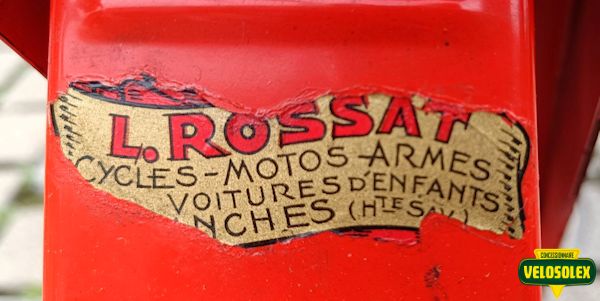 L. ROSSAT
CYCLES-MOTOS-ARMES
VOITURES D'ENFANTS
NCHES (HTE SAV.)
CONCESSIONNAIRE
VELOSOLEX